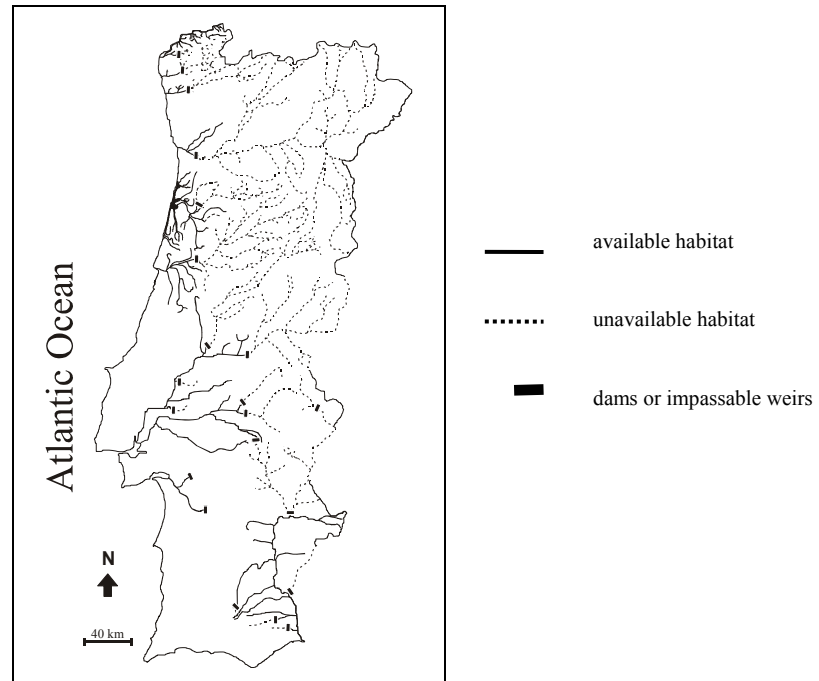 Atlantic Ocean
N
40 km
available habitat
unavailable habitat
dams or impassable weirs